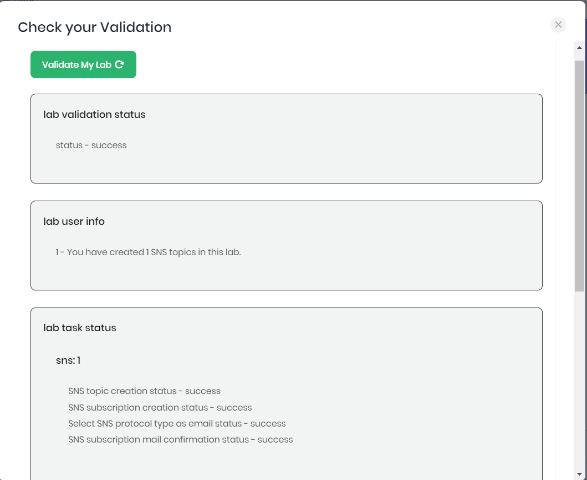 Check your Validation
Validate My Lab
lab validation status
status - success
lab user info
1 - You have created 1 SNS topics in this lab.
lab task status
sns: 1
SNS topic creation status - success
SNS subscription creation status - success
Select SNS protocol type as email status - success
SNS subscription mail confirmation status - success